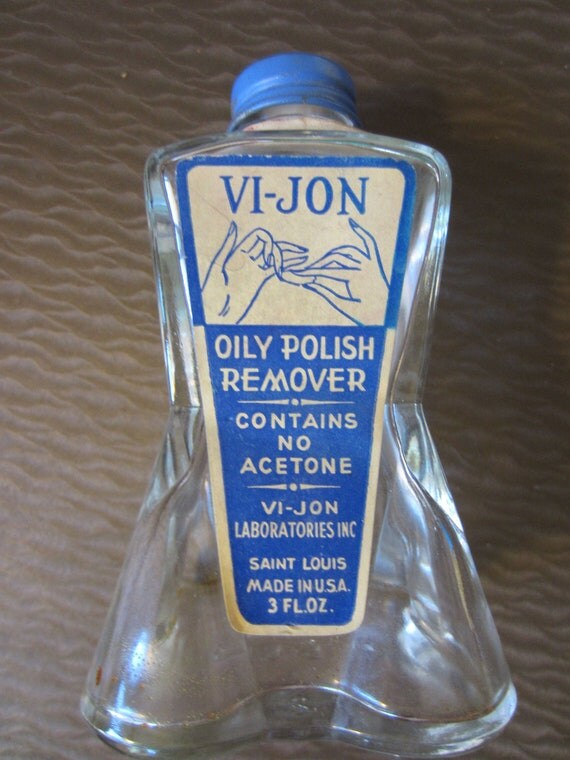 VI-JON
OILY POLISH
REMOVER
CONTAINS
NO
ACETONE
VI-JON
LABORATORIES INC
SAINT LOUIS
MADE IN U.S.A.
3 FL.OZ.